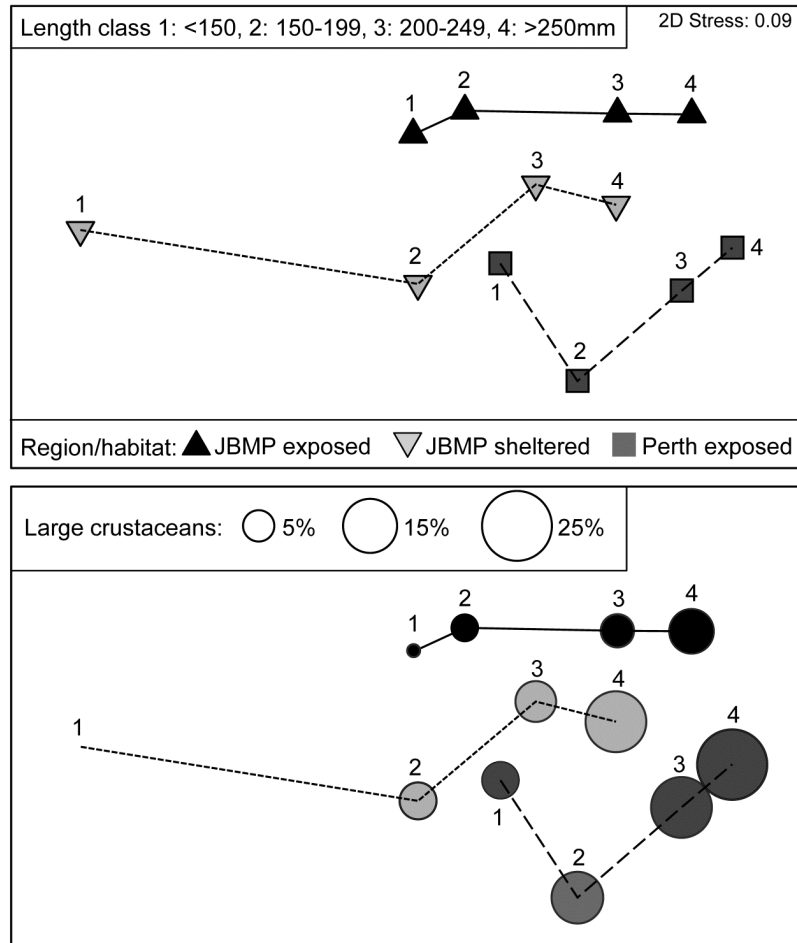 Length class 1: <150, 2: 150-199, 3: 200-249, 4: >250mm
2D Stress: 0.09
1 2 3 4
1 2 3 4
1 2 3 4
Region/habitat: JBMP exposed JBMP sheltered Perth exposed
Large crustaceans: 5% 15% 25%
1 2 3 4
1 2 3 4
1 2 3 4